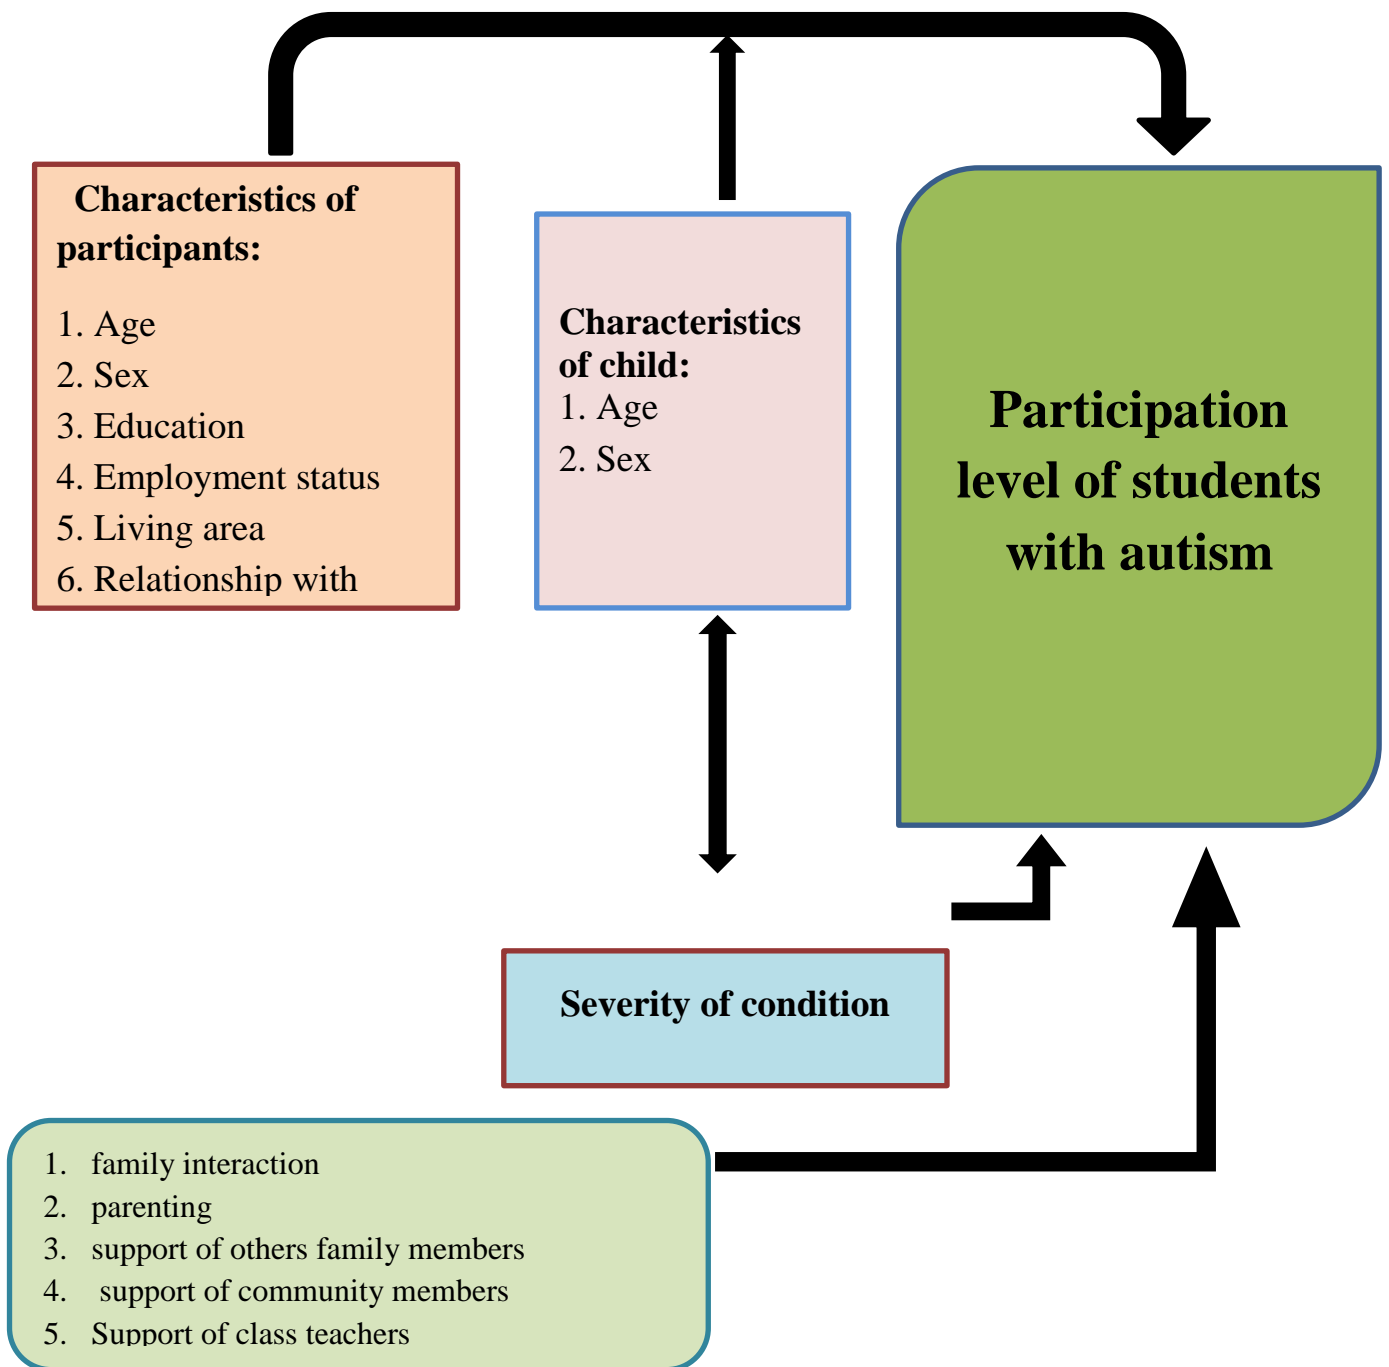 Characteristics of
participants:
1. Age
2. Sex
3. Education
4. Employment status
5. Living area
6. Relationship with
Characteristics
of child:
1. Age
2. Sex
Participation
level of students
with autism
Severity of condition
1. family interaction
2. parenting
3. support of others family members
4. support of community members
5. Support of class teachers